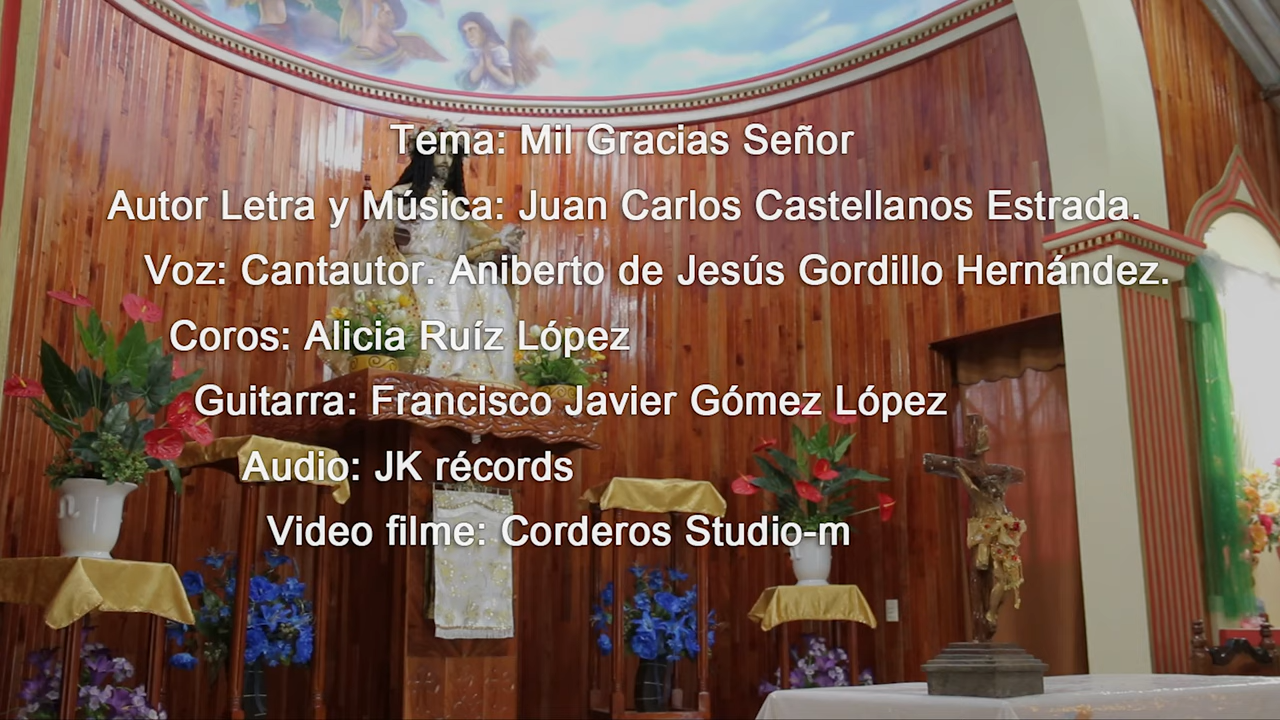 Tema: Mil Gracias Señor
Autor Letra y Música: Juan Carlos Castellanos Estrada.
Voz: Cantautor. Aniberto de Jesús Gordillo Hernández.
Coros: Alicia Ruíz López
Guitarra: Francisco Javier Gómez López
Audio: JK récords
Video filme: Corderos Studio-m